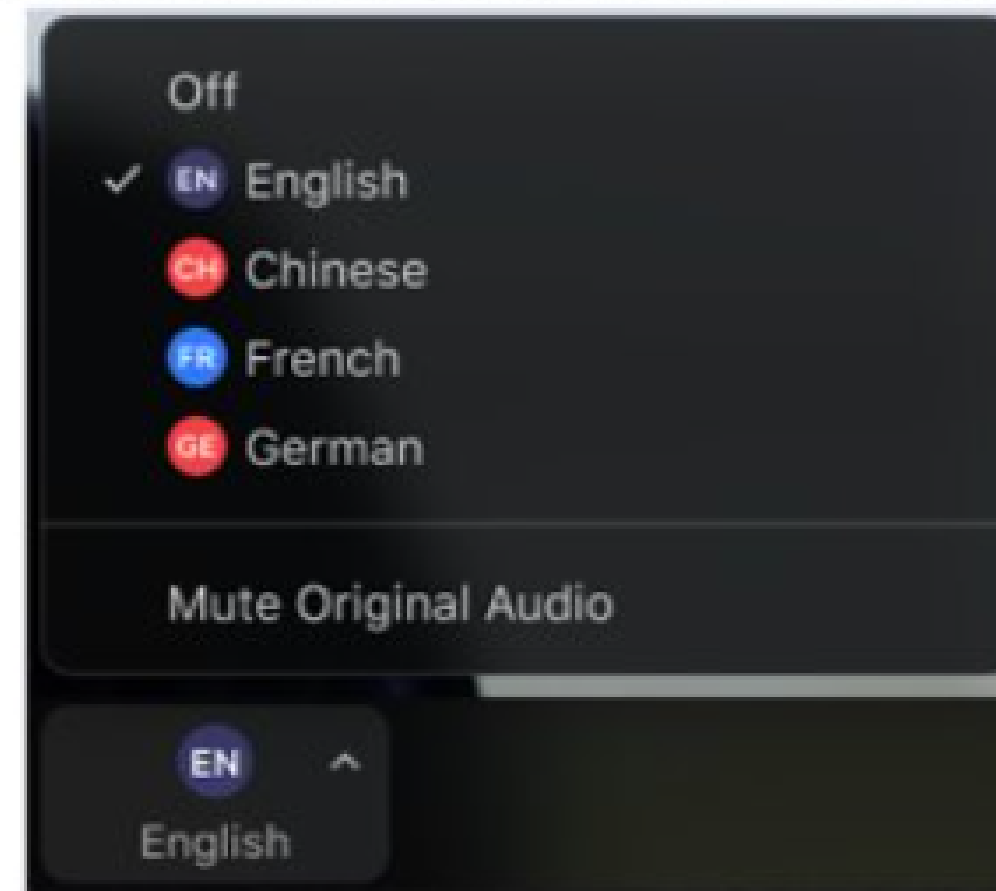 Off
EN English
CH Chinese
FR French
GE German
Mute Original Audio
EN
English